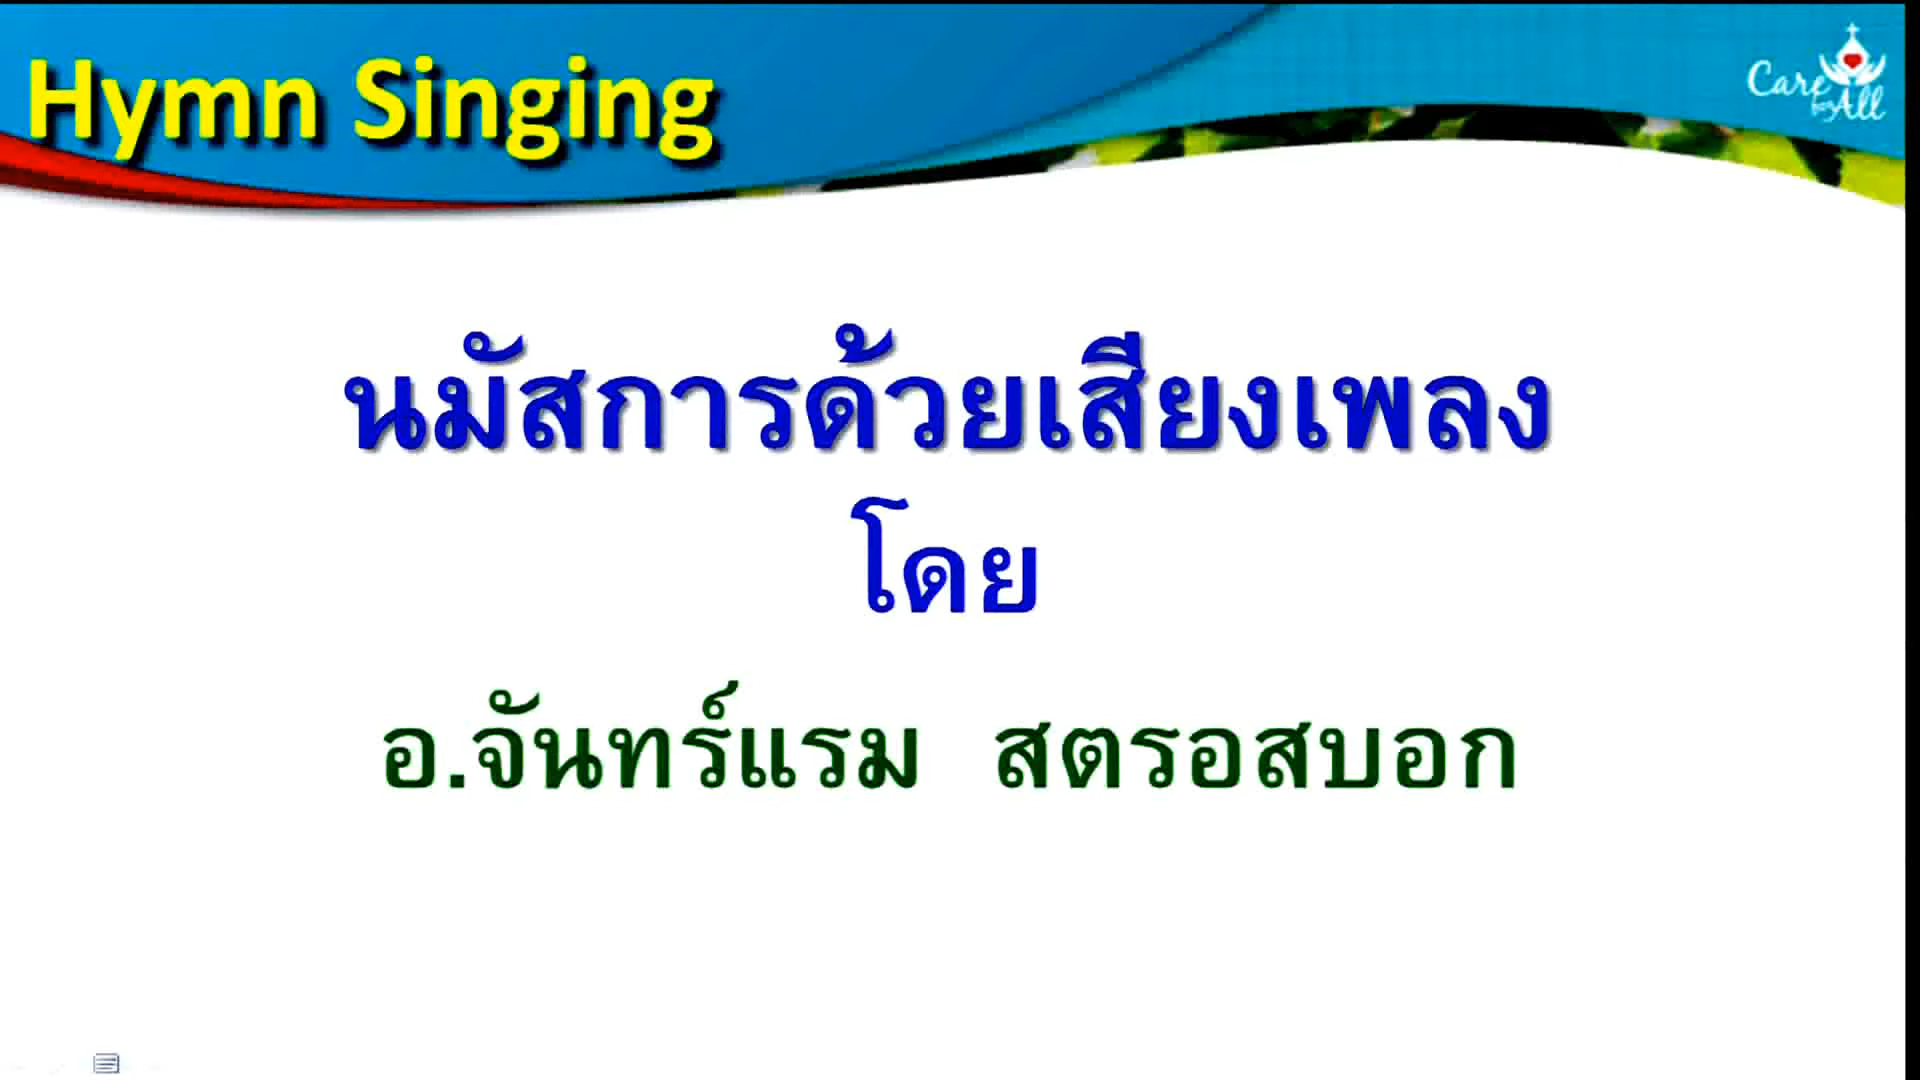 Hymn Singing
Care for All
นมัสการด้วยเสียงเพลง
โดย
อ.จันทร์แรม สตรอสบอก